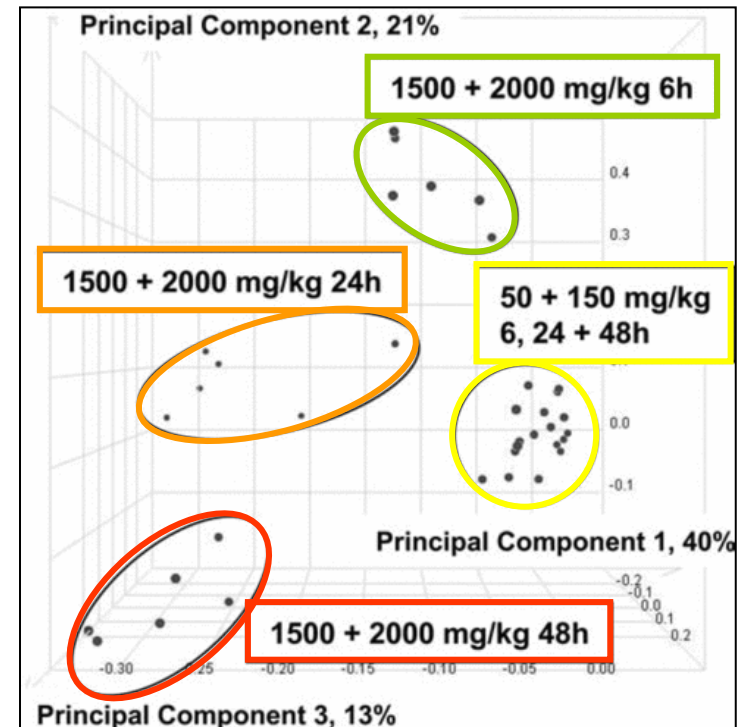 Principal Component 2, 21%
1500 + 2000 mg/kg 6h
0.4
0.3
1500 + 2000 mg/kg 24h
50 + 150 mg/kg
6, 24 + 48h
0.0
-0.1
Principal Component 1, 40%
-0.2
-0.1
0.0
0.1
0.2
1500 + 2000 mg/kg 48h
-0.30
-0.20
-0.15
-0.10
-0.05
0.00
Principal Component 3, 13%